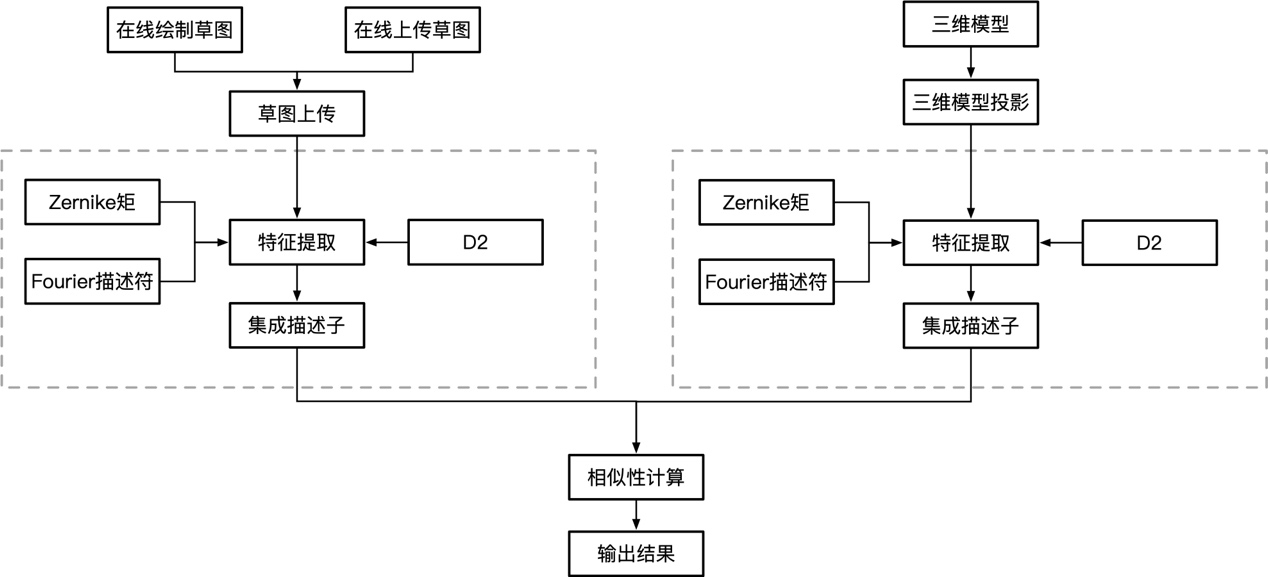 在线绘制草图
在线上传草图
草图上传
Zernike矩
Fourier描述符
特征提取
D2
集成描述子
三维模型
三维模型投影
Zernike矩
Fourier描述符
特征提取
D2
集成描述子
相似性计算
输出结果